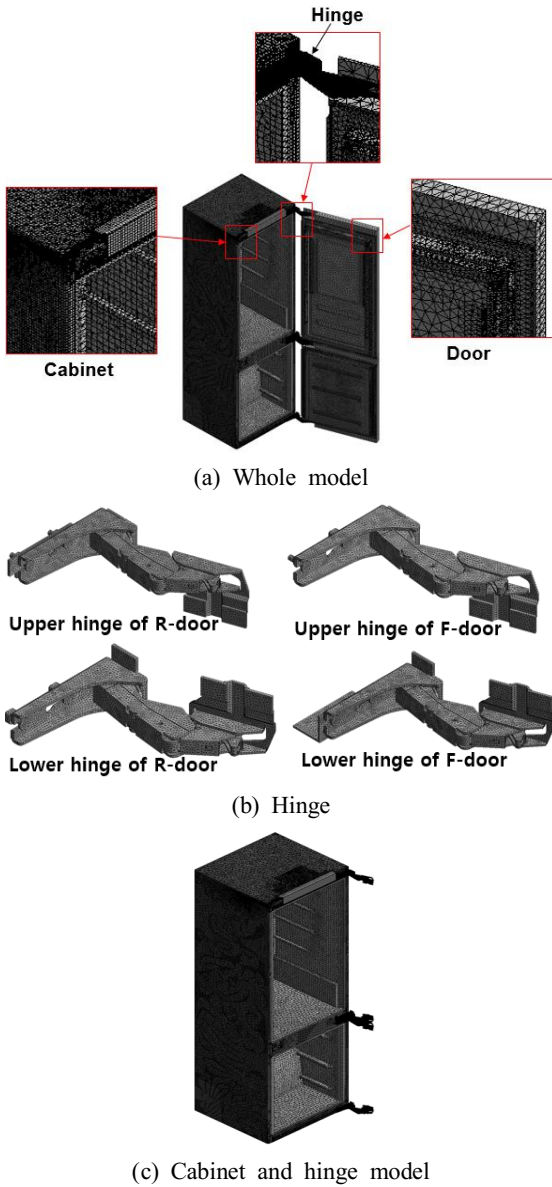 Hinge
Cabinet
Door
(a) Whole model
Upper hinge of R-door
Upper hinge of F-door
Lower hinge of R-door
Lower hinge of F-door
(b) Hinge
(c) Cabinet and hinge model